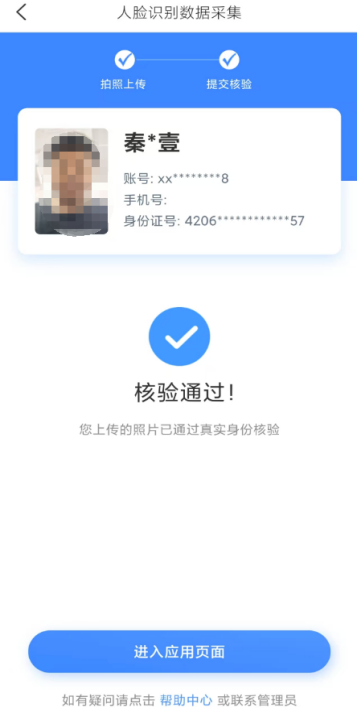 人脸识别数据采集
拍照上传 提交核验
秦*壹
账号: xx********8
手机号:
身份证号: 4206************57
核验通过!
您上传的照片已通过真实身份核验
进入应用页面
如有疑问请点击 帮助中心 或联系管理员